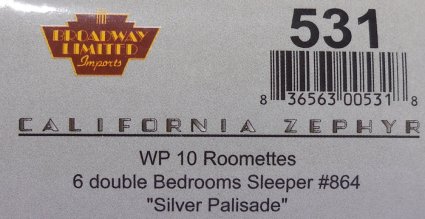 THE
BROADWAY
LIMITED
Imports
531
8 36563 00531 8
CALIFORNIA ZEPHYR
WP 10 Roomettes
6 double Bedrooms Sleeper #864
"Silver Palisade"